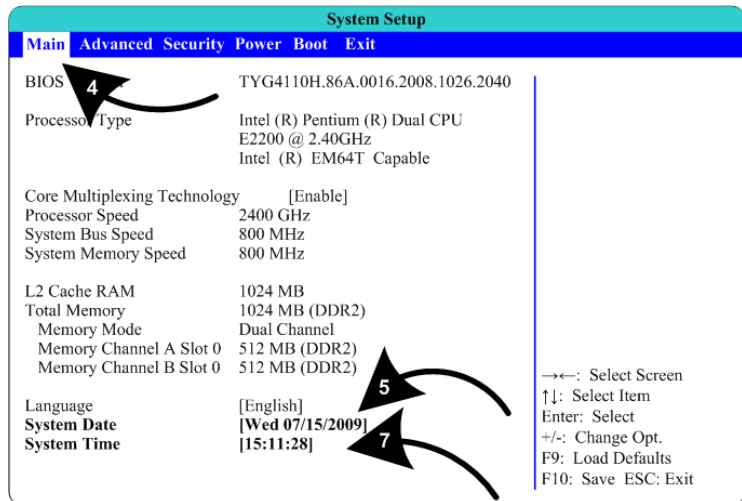 System Setup
Main Advanced Security Power Boot Exit
4
BIOS TYG4110H.86A.0016.2008.1026.2040
Processor Type Intel (R) Pentium (R) Dual CPU
E2200 @ 2.40GHz
Intel (R) EM64T Capable
Core Multiplexing Technology [Enable]
Processor Speed 2400 GHz
System Bus Speed 800 MHz
System Memory Speed 800 MHz
L2 Cache RAM 1024 MB
Total Memory 1024 MB (DDR2)
Memory Mode Dual Channel
Memory Channel A Slot 0 512 MB (DDR2)
Memory Channel B Slot 0 512 MB (DDR2)
5
Language [English]
System Date [Wed 07/15/2009]
System Time [15:11:28]
7
→←: Select Screen
↑↓: Select Item
Enter: Select
+/-: Change Opt.
F9: Load Defaults
F10: Save ESC: Exit